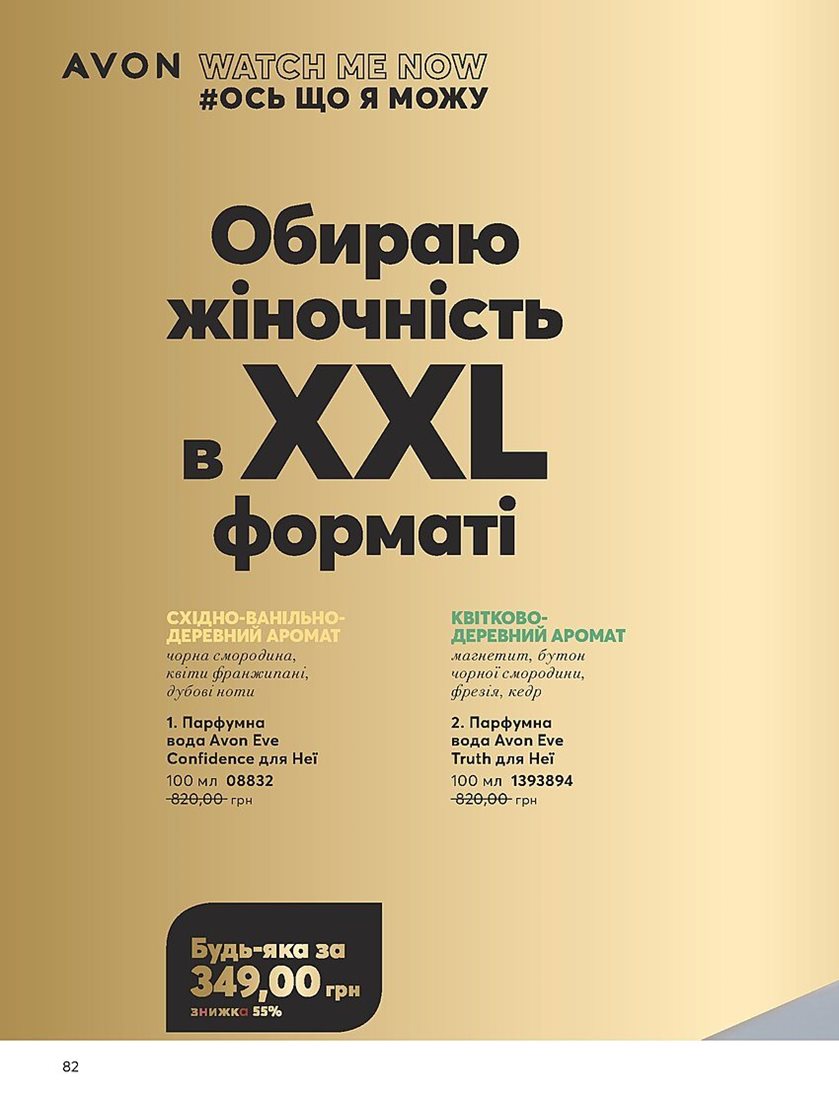 AVON WATCH ME NOW
#ОСЬ ЩО Я МОЖУ
Обираю
жіночність
в XXL
форматі
СХІДНО-ВАНІЛЬНО-
ДЕРЕВНИЙ АРОМАТ
чорна смородина,
квіти франжипані,
дубові ноти
1. Парфумна
вода Avon Eve
Confidence для Неї
100 мл 08832
820,00 грн
КВІТКОВО-
ДЕРЕВНИЙ АРОМАТ
магнетит, бутон
чорної смородини,
фрезія, кедр
2. Парфумна
вода Avon Eve
Truth для Неї
100 мл 1393894
820,00 грн
Будь-яка за
349,00 грн
знижка 55%
82